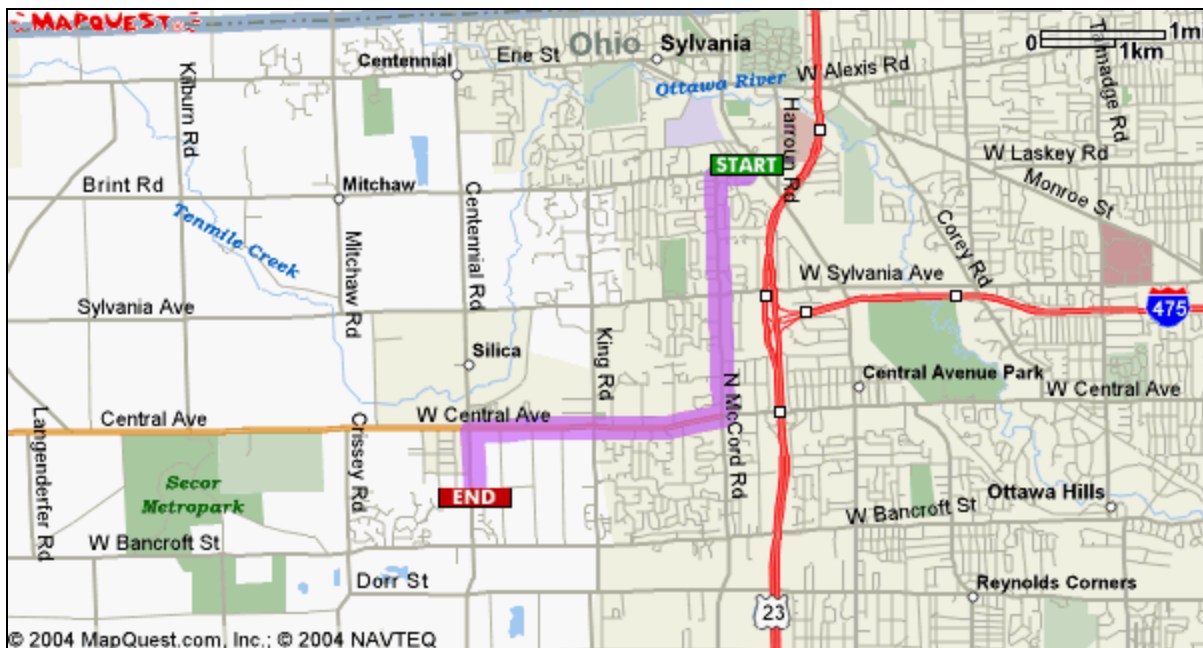 MAPQUEST
Ohio
Sylvania
Erie St
Centennial
0
1mi
1km
Talmadge Rd
W Alexis Rd
Ottawa River
Kilburn Rd
Harroun Rd
START
W Laskey Rd
Monroe St
Brint Rd
Mitchaw
Centennial Rd
Tenmile Creek
Corey Rd
Mitchaw Rd
W Sylvania Ave
Sylvania Ave
475
King Rd
Silica
N McCord Rd
Central Avenue Park
W Central Ave
Central Ave
W Central Ave
Langenderfer Rd
Crissey Rd
Secor
Metropark
END
Ottawa Hills
W Bancroft St
W Bancroft St
Dorr St
Reynolds Corners
23
© 2004 MapQuest.com, Inc.; © 2004 NAVTEQ